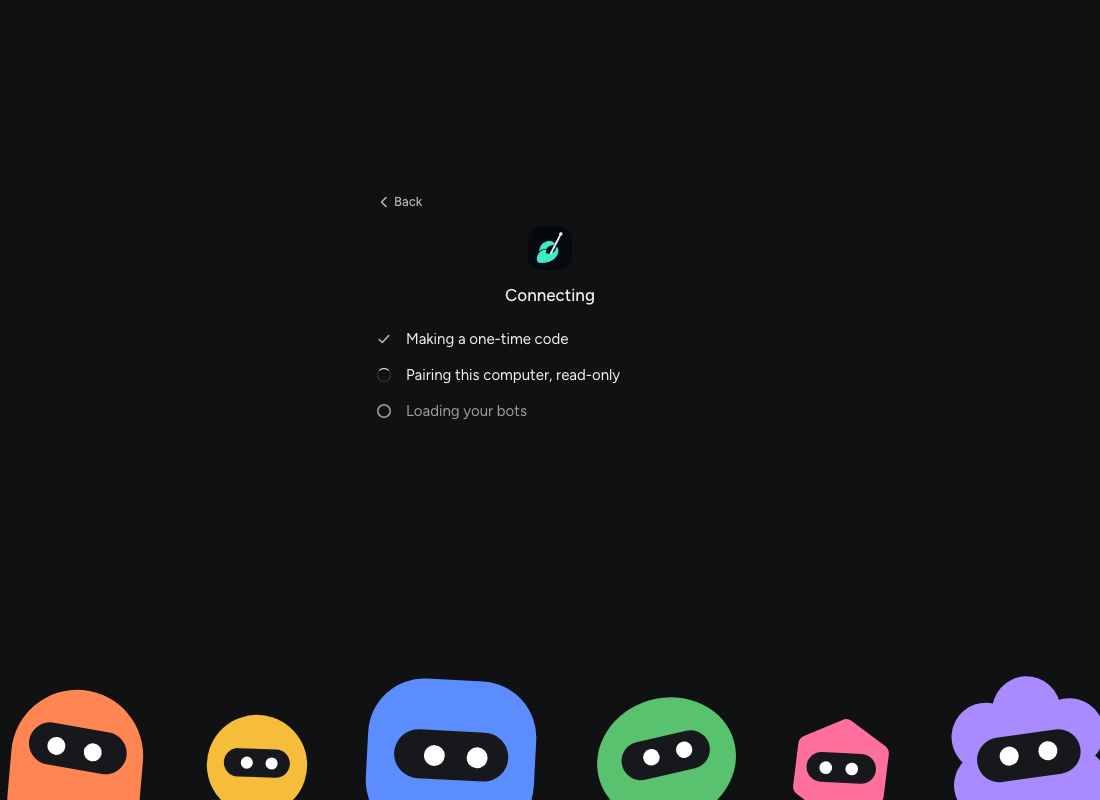 Back
Connecting
Making a one-time code
Pairing this computer, read-only
Loading your bots